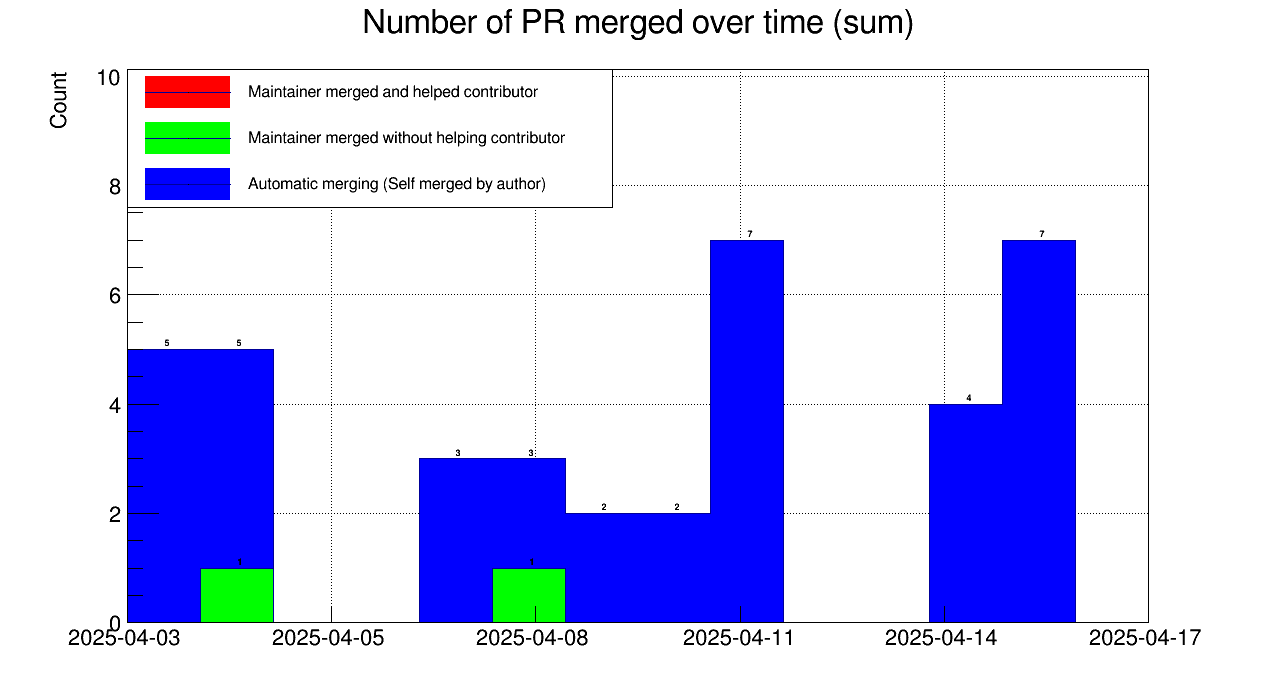 Number of PR merged over time (sum)
Count
10
8
6
4
2
0
Maintainer merged and helped contributor
Maintainer merged without helping contributor
Automatic merging (Self merged by author)
5 5 3 3 2 2 7 4 7
1 1
2025-04-03 2025-04-05 2025-04-08 2025-04-11 2025-04-14 2025-04-17